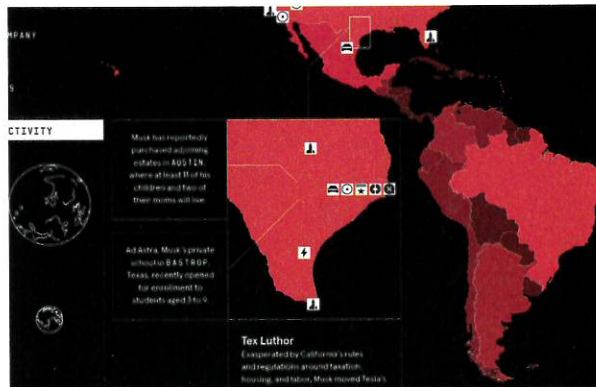 MPANY
S
CTIVITY
Musk has reportedly
purchased adjoining
estates in AUSTIN,
where at least 11 of his
children and two of
their moms will live.
Ad Astra, Musk's private
school in BASTROP,
Texas, recently opened
for enrollment to
students aged 3 to 9.
Tex Luthor
Exasperated by California's rules
and regulations around taxation,
housing, and labor, Musk moved Tesla's